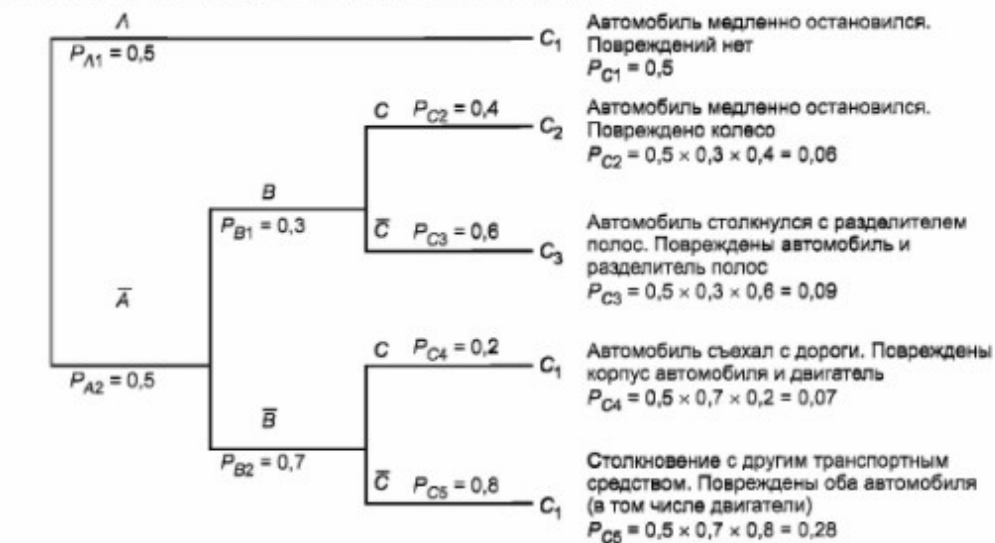 A
P_A1 = 0,5
C_1
Автомобиль медленно остановился.
Повреждений нет
P_C1 = 0,5
C P_C2 = 0,4
C_2
Автомобиль медленно остановился.
Повреждено колесо
P_C2 = 0,5 × 0,3 × 0,4 = 0,06
B
P_B1 = 0,3
C̅ P_C3 = 0,6
C_3
Автомобиль столкнулся с разделителем
полос. Повреждены автомобиль и
разделитель полос
P_C3 = 0,5 × 0,3 × 0,6 = 0,09
A̅
P_A2 = 0,5
C P_C4 = 0,2
C_1
Автомобиль съехал с дороги. Повреждены
корпус автомобиля и двигатель
P_C4 = 0,5 × 0,7 × 0,2 = 0,07
B̅
P_B2 = 0,7
C̅ P_C5 = 0,8
C_1
Столкновение с другим транспортным
средством. Повреждены оба автомобиля
(в том числе двигатели)
P_C5 = 0,5 × 0,7 × 0,8 = 0,28